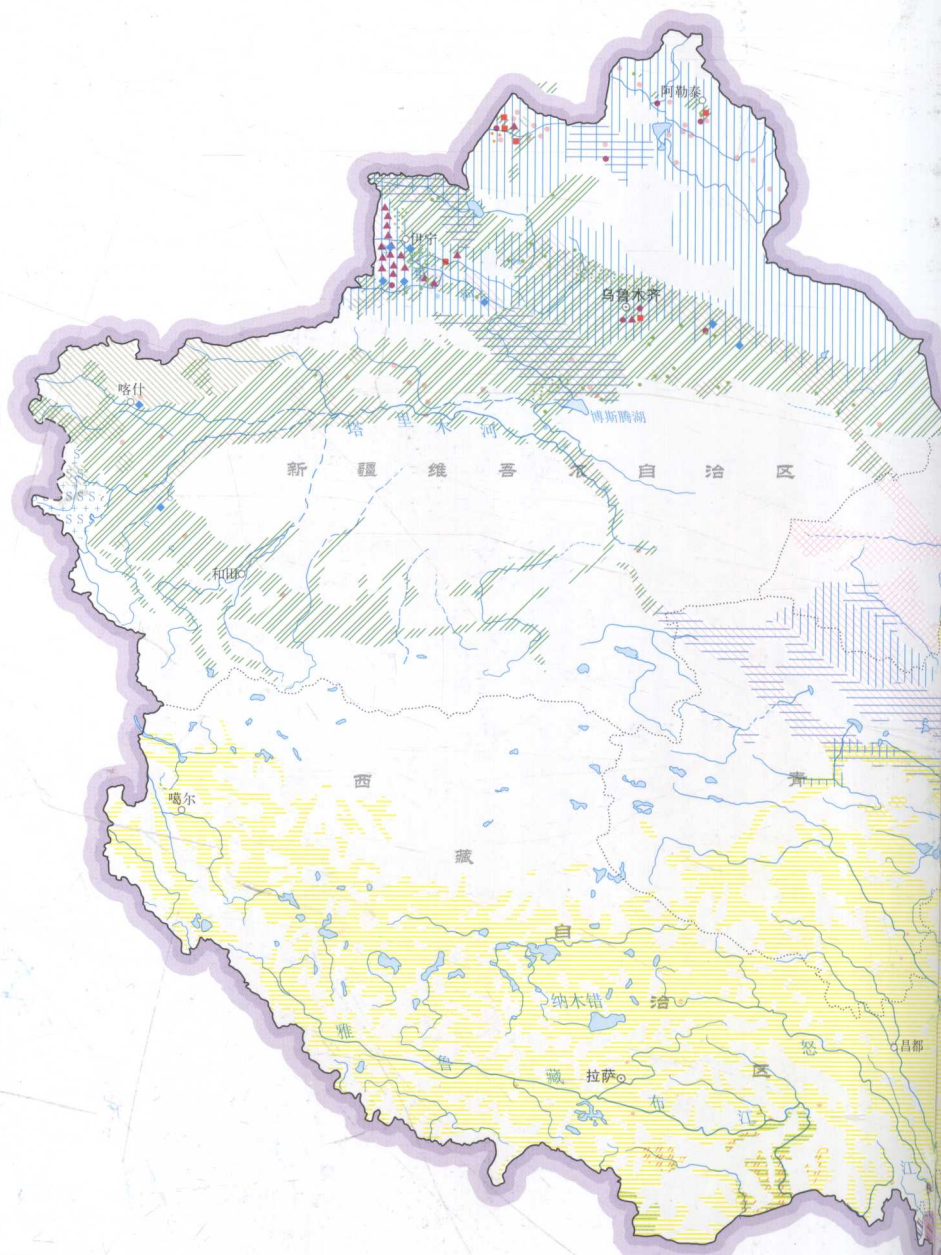 阿勒泰
伊宁
乌鲁木齐
喀什
博斯腾湖
塔里木河
新疆维吾尔自治区
和田
西藏自治区
青
噶尔
纳木错
雅鲁藏布江
怒江
拉萨
昌都